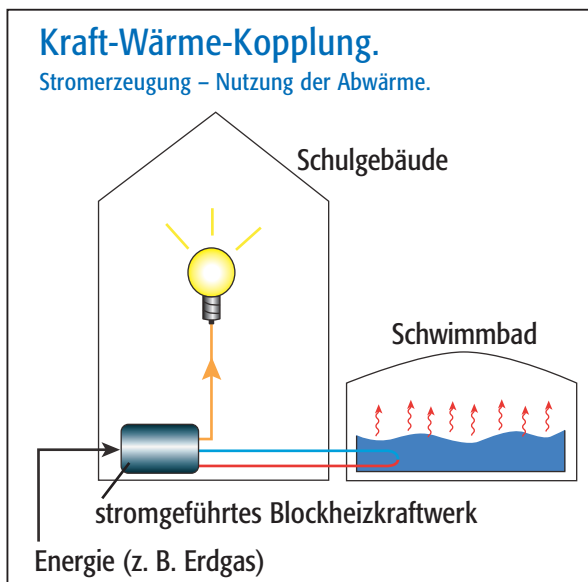 Kraft-Wärme-Kopplung.
Stromerzeugung – Nutzung der Abwärme.
Schulgebäude
Schwimmbad
stromgeführtes Blockheizkraftwerk
Energie (z. B. Erdgas)